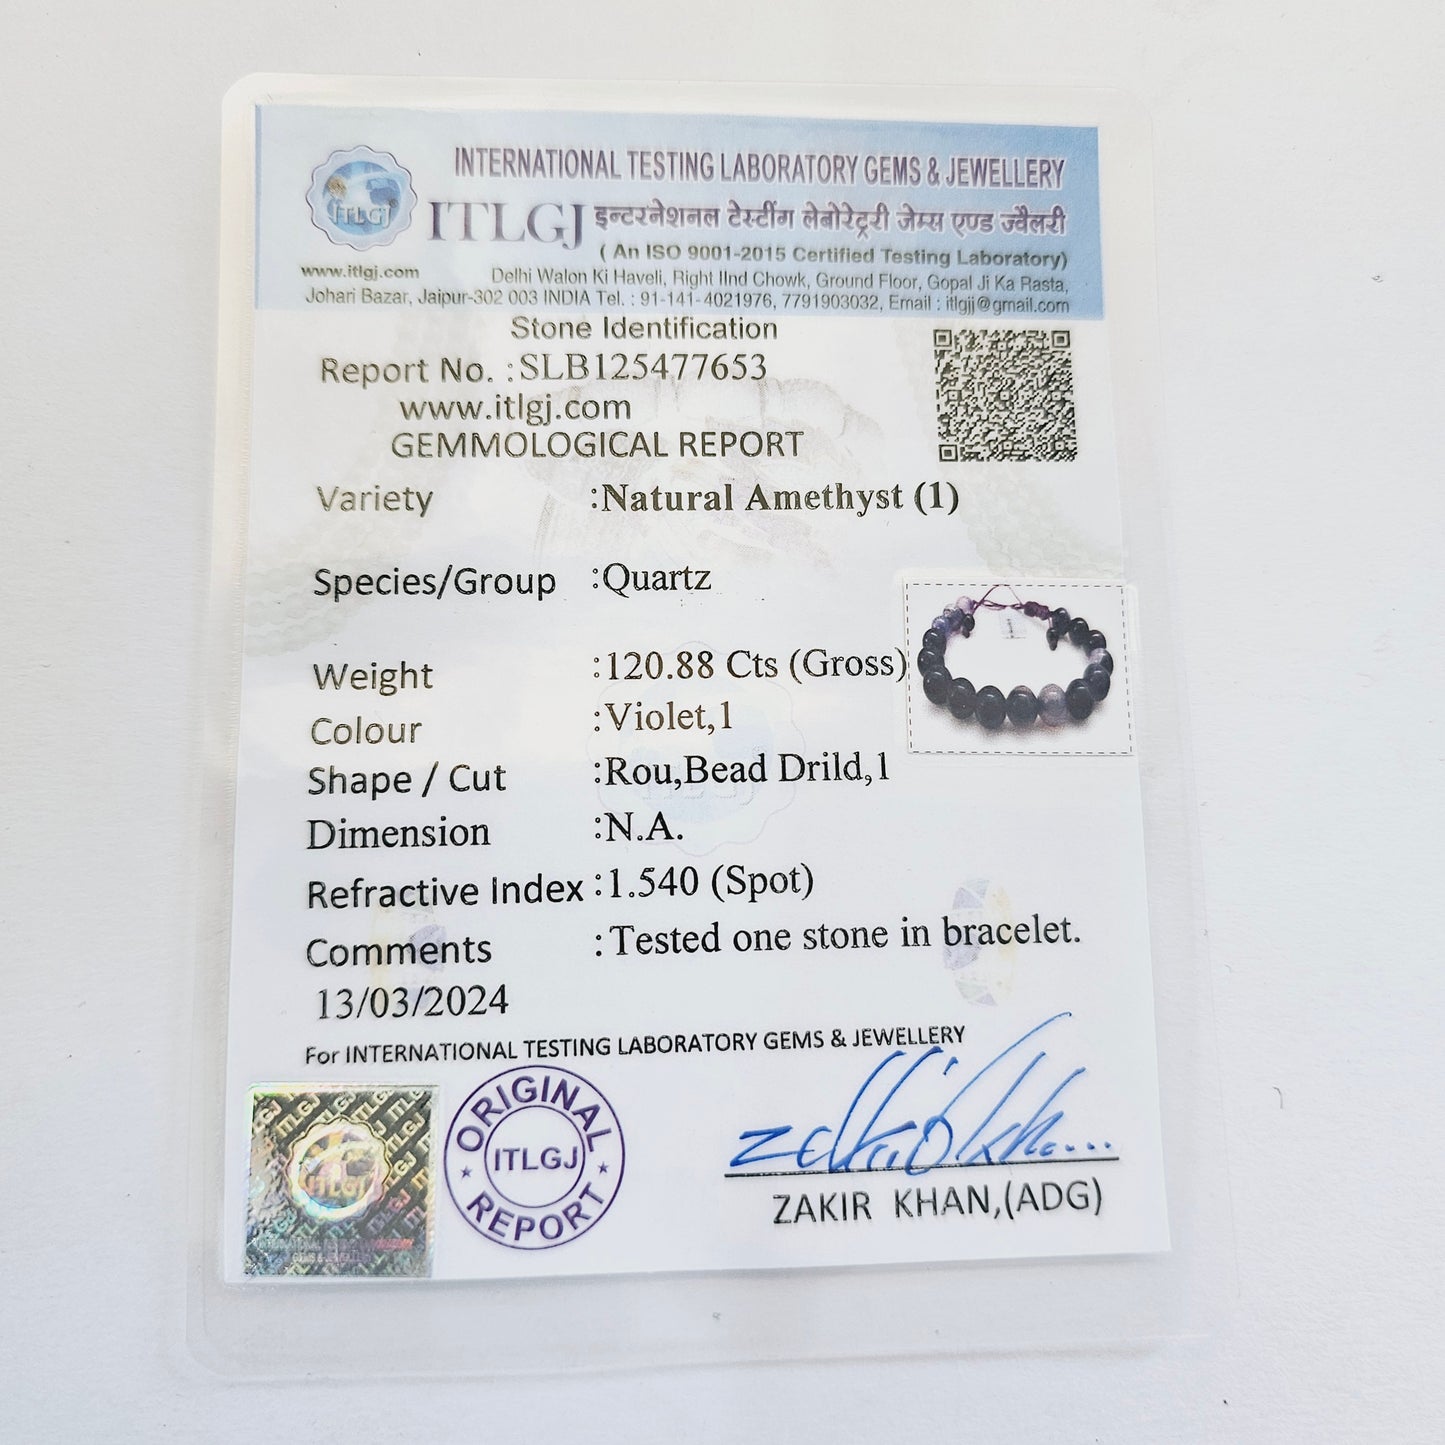 INTERNATIONAL TESTING LABORATORY GEMS & JEWELLERY
ITLGJ
ITLGJ इन्टरनेशनल टेस्टींग लेबोरेट्री जेम्स एण्ड ज्वैलरी
( An ISO 9001-2015 Certified Testing Laboratory)
www.itlgj.com Delhi Walon Ki Haveli, Right IInd Chowk, Ground Floor, Gopal Ji Ka Rasta,
Johari Bazar, Jaipur-302 003 INDIA Tel. : 91-141-4021976, 7791903032, Email : itlgjj@gmail.com
Stone Identification
Report No. :SLB125477653
www.itlgj.com
GEMMOLOGICAL REPORT
Variety :Natural Amethyst (1)
Species/Group :Quartz
Weight :120.88 Cts (Gross)
Colour :Violet,1
Shape / Cut :Rou,Bead Drild,1
Dimension :N.A.
Refractive Index :1.540 (Spot)
Comments :Tested one stone in bracelet.
13/03/2024
For INTERNATIONAL TESTING LABORATORY GEMS & JEWELLERY
ORIGINAL
ITLGJ
REPORT
ITLGJ
ZAKIR KHAN,(ADG)